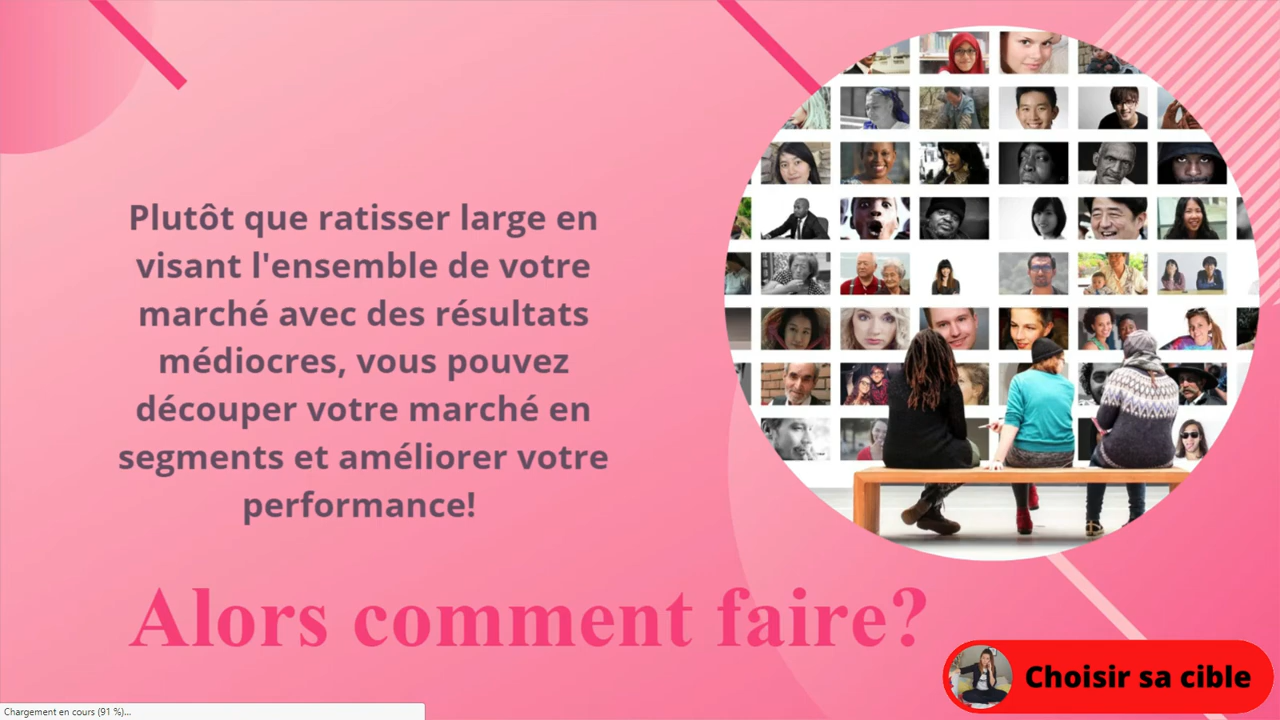 Plutôt que ratisser large en
visant l'ensemble de votre
marché avec des résultats
médiocres, vous pouvez
découper votre marché en
segments et améliorer votre
performance!
Alors comment faire?
Choisir sa cible
Chargement en cours (91 %)...